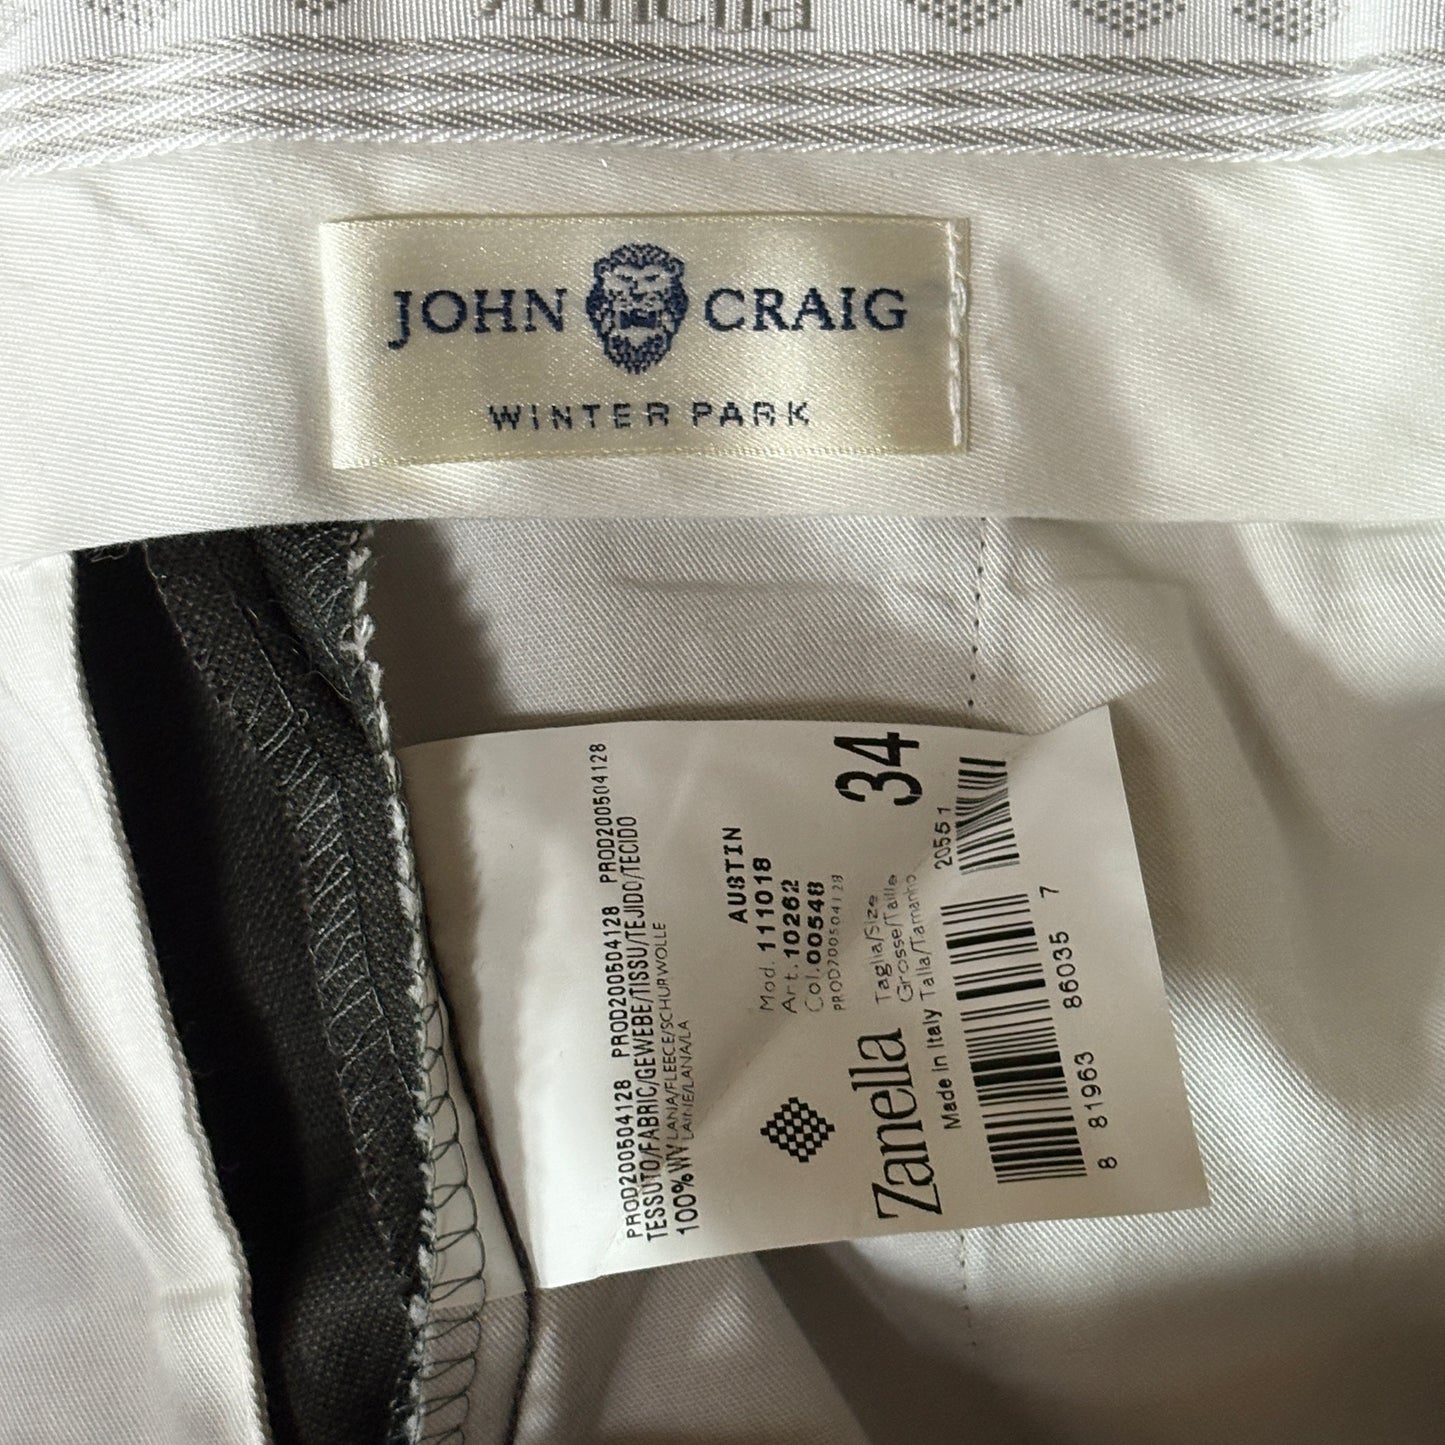 Zanella
JOHN CRAIG
WINTER PARK
PROD200504128 PROD200504128 PROD200504128
TESSUTO/FABRIC/GEWEBE/TISSU/TEJIDO/TECIDO
100%WV LANA/FLEECE/SCHURWOLLE
LAINE/LANA/LA
AUSTIN
Mod. 111018
Art. 10262
Col. 00548
PROD200504128
Taglia/Size
Grosse/Taille
Talla/Tamanho
34
Zanella
Made in Italy
20551
8 81963 86035 7